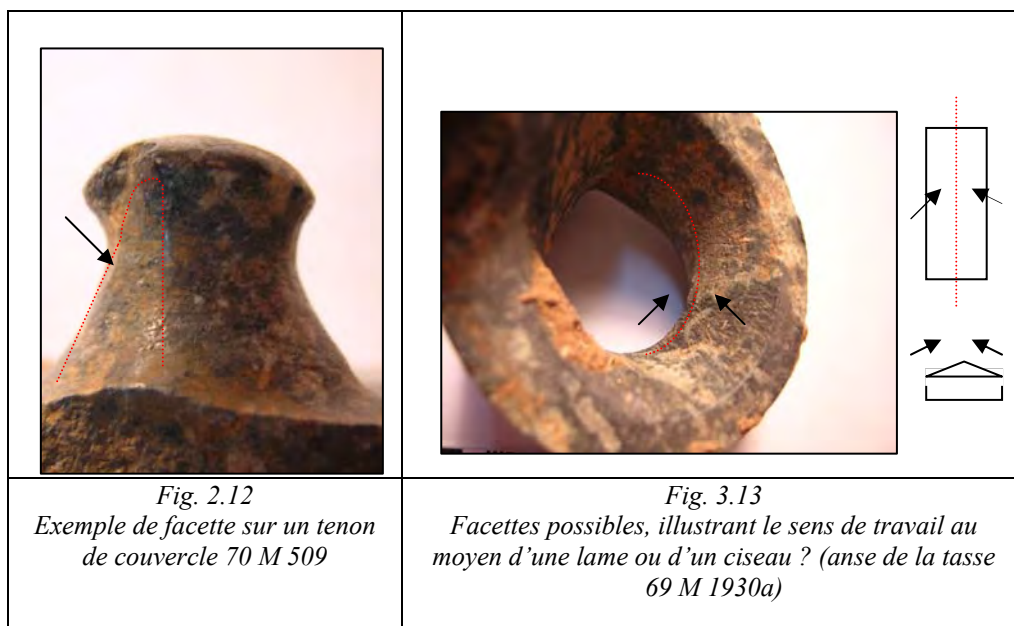 Fig. 2.12
Exemple de facette sur un tenon
de couvercle 70 M 509
Fig. 3.13
Facettes possibles, illustrant le sens de travail au
moyen d'une lame ou d'un ciseau ? (anse de la tasse
69 M 1930a)